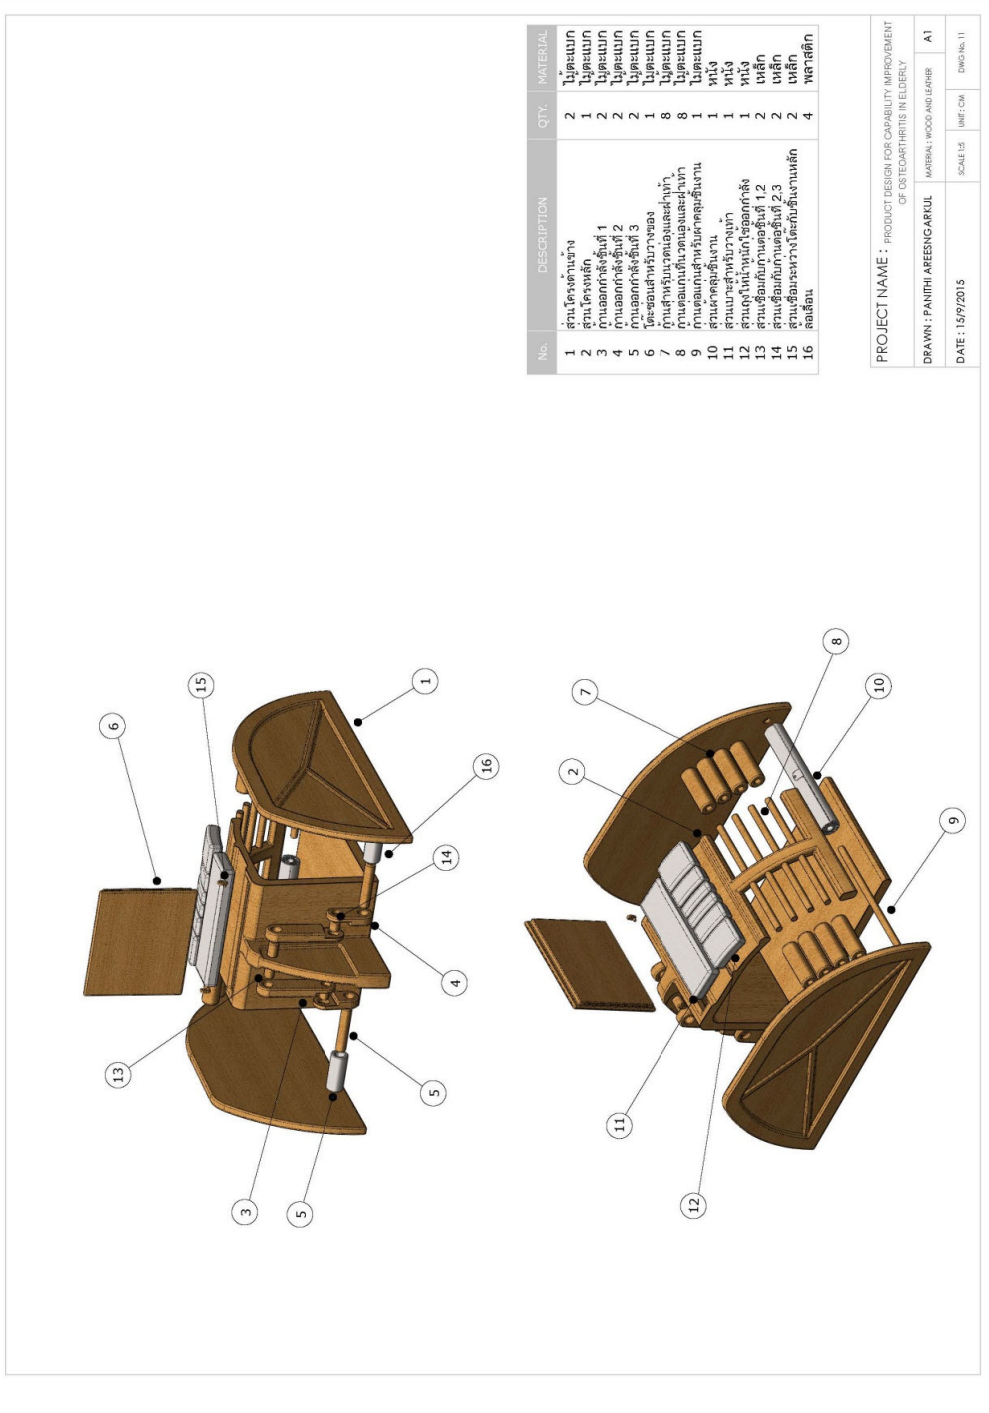 No. DESCRIPTION QTY. MATERIAL
1 ส่วนโครงด้านข้าง 2 ไม้ตะแบก
2 ส่วนโครงหลัก 1 ไม้ตะแบก
3 ก้านออกกำลังชิ้นที่ 1 2 ไม้ตะแบก
4 ก้านออกกำลังชิ้นที่ 2 2 ไม้ตะแบก
5 ก้านออกกำลังชิ้นที่ 3 2 ไม้ตะแบก
6 โต๊ะซ่อนสำหรับวางของ 1 ไม้ตะแบก
7 ก้านสำหรับนวดน่องและฝ่าเท้า 8 ไม้ตะแบก
8 ก้านต่อแกนที่นวดน่องและฝ่าเท้า 8 ไม้ตะแบก
9 ก้านต่อแกนสำหรับผ้าคลุมชิ้นงาน 1 ไม้ตะแบก
10 ส่วนผ้าคลุมชิ้นงาน 1 หนัง
11 ส่วนเบาะสำหรับวางเท้า 1 หนัง
12 ส่วนถุงให้น้ำหนักใช้ออกกำลัง 1 หนัง
13 ส่วนเชื่อมกับก้านต่อชิ้นที่ 1,2 2 เหล็ก
14 ส่วนเชื่อมกับก้านต่อชิ้นที่ 2,3 2 เหล็ก
15 ส่วนเชื่อมระหว่างโต๊ะกับชิ้นงานหลัก 2 เหล็ก
16 ล้อเลื่อน 4 พลาสติก
PROJECT NAME : PRODUCT DESIGN FOR CAPABILITY IMPROVEMENT
OF OSTEOARTHRITIS IN ELDERLY
DRAWN : PANITHI AREESNGARKUL MATERIAL : WOOD AND LEATHER A1
DATE : 15/9/2015 SCALE 1:5 UNIT : CM DWG No. 11
6
15
1
16
14
4
13
5
3
5
8
7
10
2
9
11
12